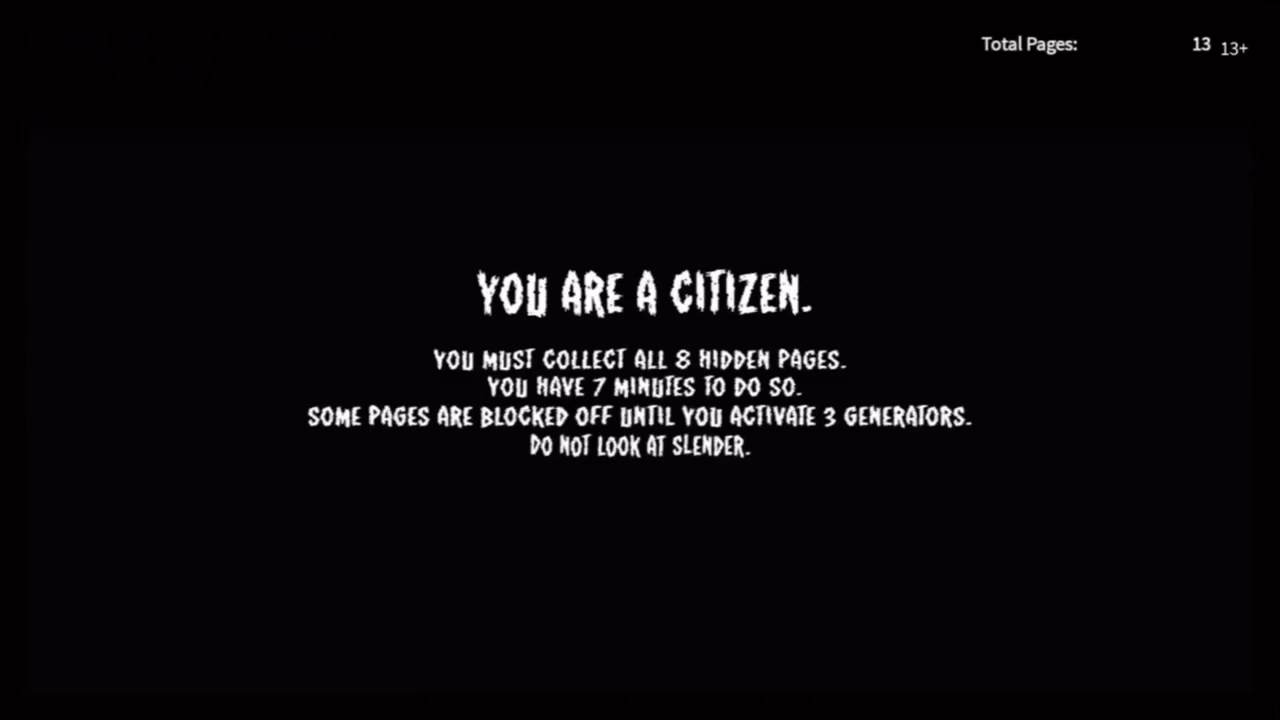 Total Pages: 13 13+
YOU ARE A CITIZEN.
YOU MUST COLLECT ALL 8 HIDDEN PAGES.
YOU HAVE 7 MINUTES TO DO SO.
SOME PAGES ARE BLOCKED OFF UNTIL YOU ACTIVATE 3 GENERATORS.
DO NOT LOOK AT SLENDER.